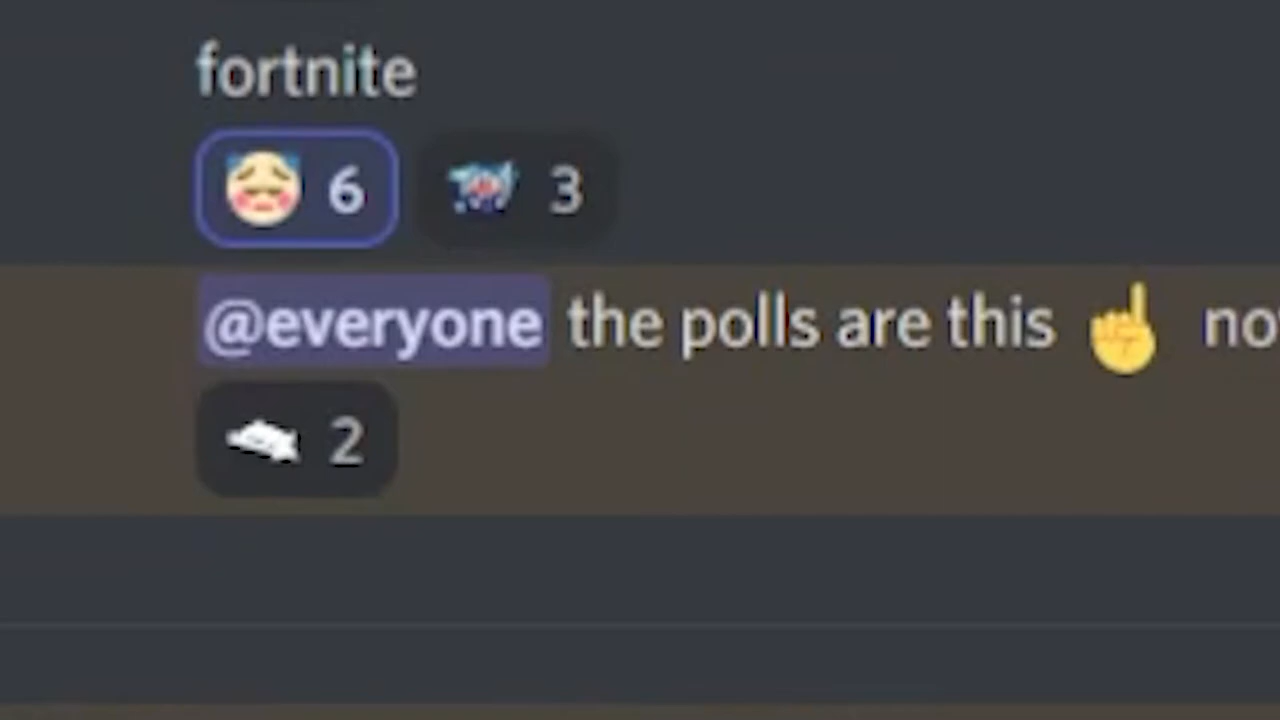 fortnite
6 3
@everyone the polls are this ☝️ no
2